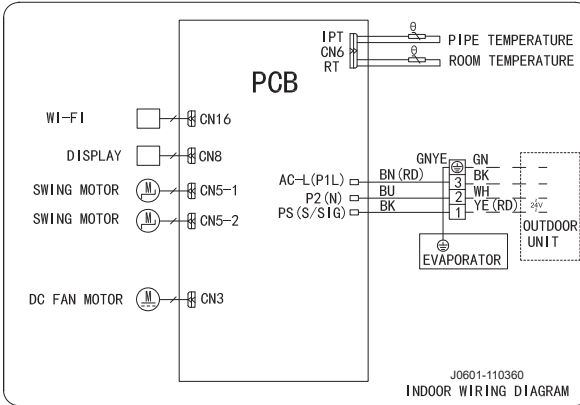 IPT
CN6
RT
θ
PIPE TEMPERATURE
θ
ROOM TEMPERATURE
PCB
WI-FI
CN16
DISPLAY
CN8
SWING MOTOR
M
CN5-1
SWING MOTOR
M
CN5-2
DC FAN MOTOR
M
CN3
AC-L(P1L)
P2(N)
PS(S/SIG)
BN(RD)
BU
BK
GNYE
3
2
1
GN
BK
WH
YE(RD)
24V
OUTDOOR
UNIT
EVAPORATOR
J0601-110360
INDOOR WIRING DIAGRAM